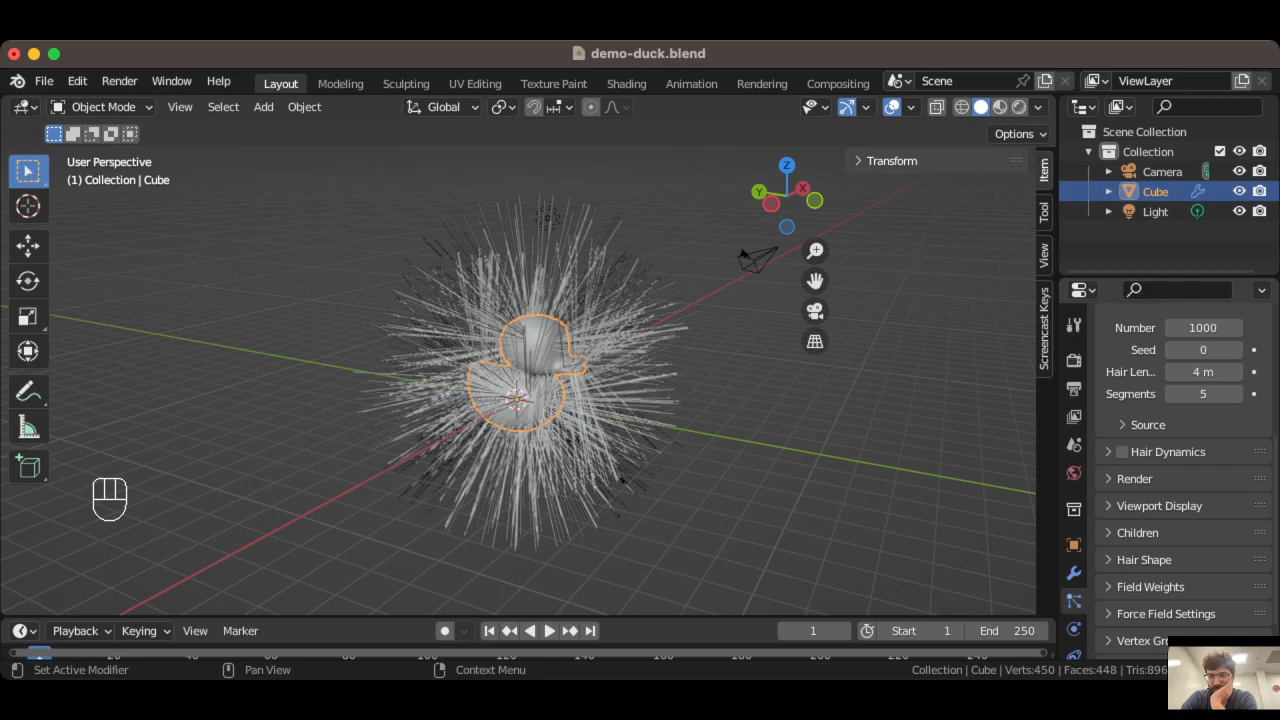 demo-duck.blend
File Edit Render Window Help Layout Modeling Sculpting UV Editing Texture Paint Shading Animation Rendering Compositing Scene ViewLayer
Object Mode View Select Add Object Global
Options
User Perspective
(1) Collection | Cube
Transform
Item
Tool
View
Screencast Keys
X
Y
Z
Scene Collection
Collection
Camera
Cube
Light
Number 1000
Seed 0
Hair Len... 4 m
Segments 5
Source
Hair Dynamics
Render
Viewport Display
Children
Hair Shape
Field Weights
Force Field Settings
Vertex Gr
Playback Keying View Marker 1 Start 1 End 250
Set Active Modifier Pan View Context Menu Collection | Cube | Verts:450 | Faces:448 | Tris:896